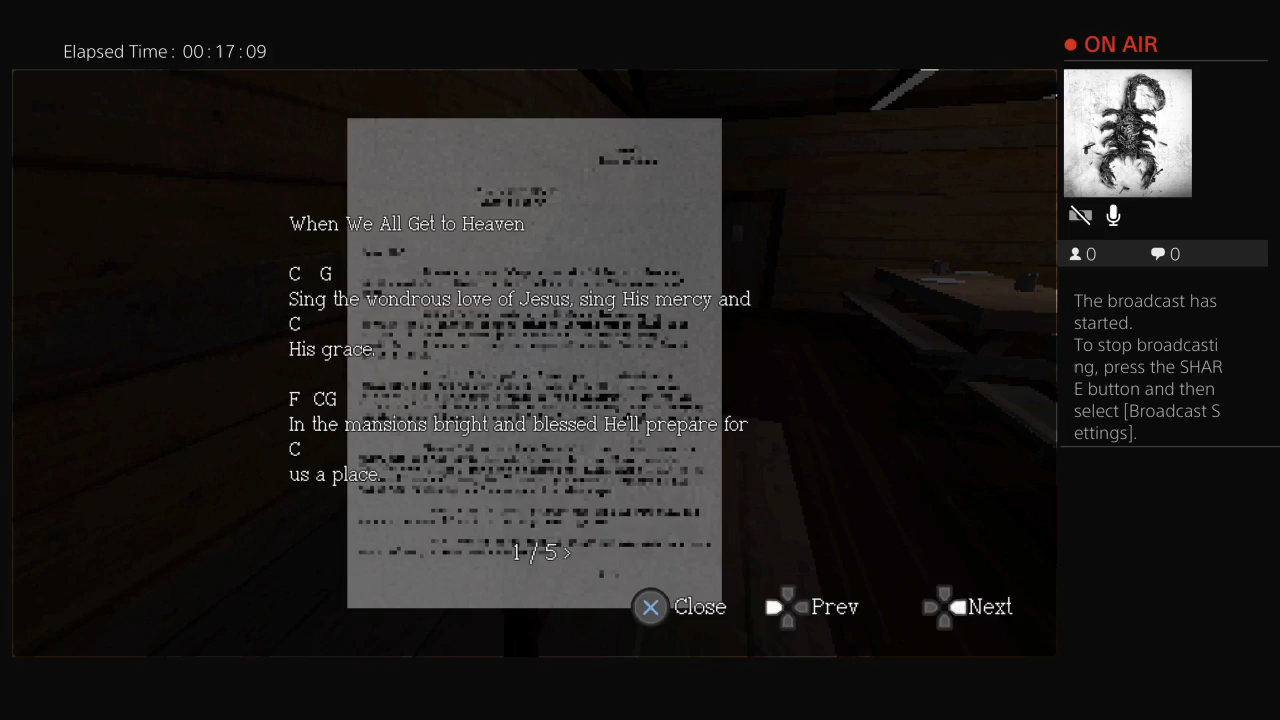 Elapsed Time: 00:17:09
ON AIR
When We All Get to Heaven
C G
Sing the wondrous love of Jesus, sing His mercy and
C
His grace.
F CG
In the mansions bright and blessed He'll prepare for
C
us a place.
1 / 5 >
Close
Prev
Next
0
0
The broadcast has
started.
To stop broadcasti
ng, press the SHAR
E button and then
select [Broadcast S
ettings].